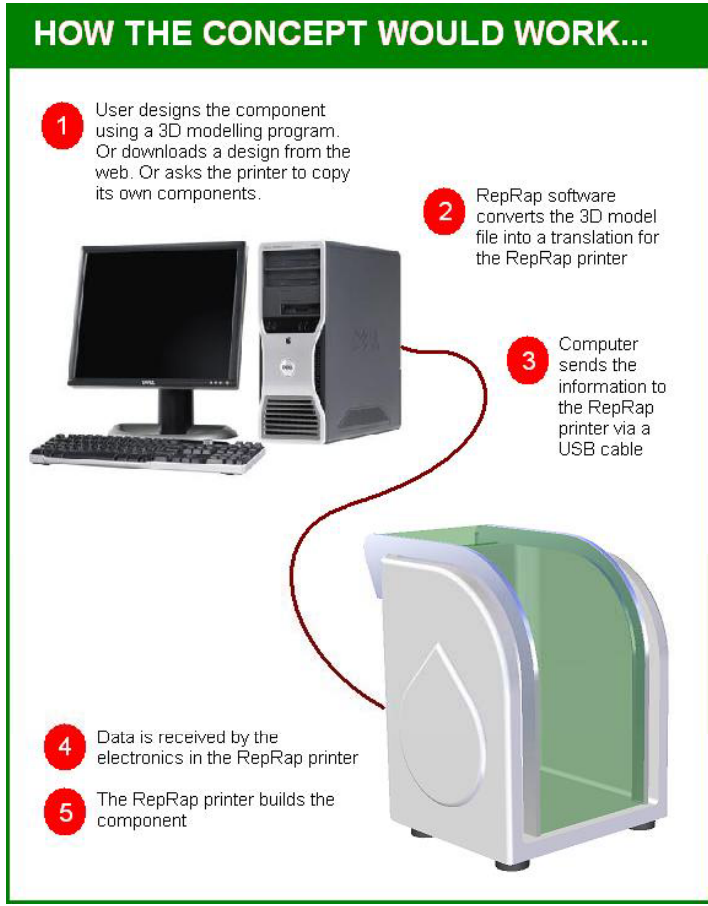 HOW THE CONCEPT WOULD WORK...
1
User designs the component
using a 3D modelling program.
Or downloads a design from the
web. Or asks the printer to copy
its own components.
2
RepRap software
converts the 3D model
file into a translation for
the RepRap printer
3
Computer
sends the
information to
the RepRap
printer via a
USB cable
DELL
4
Data is received by the
electronics in the RepRap printer
5
The RepRap printer builds the
component